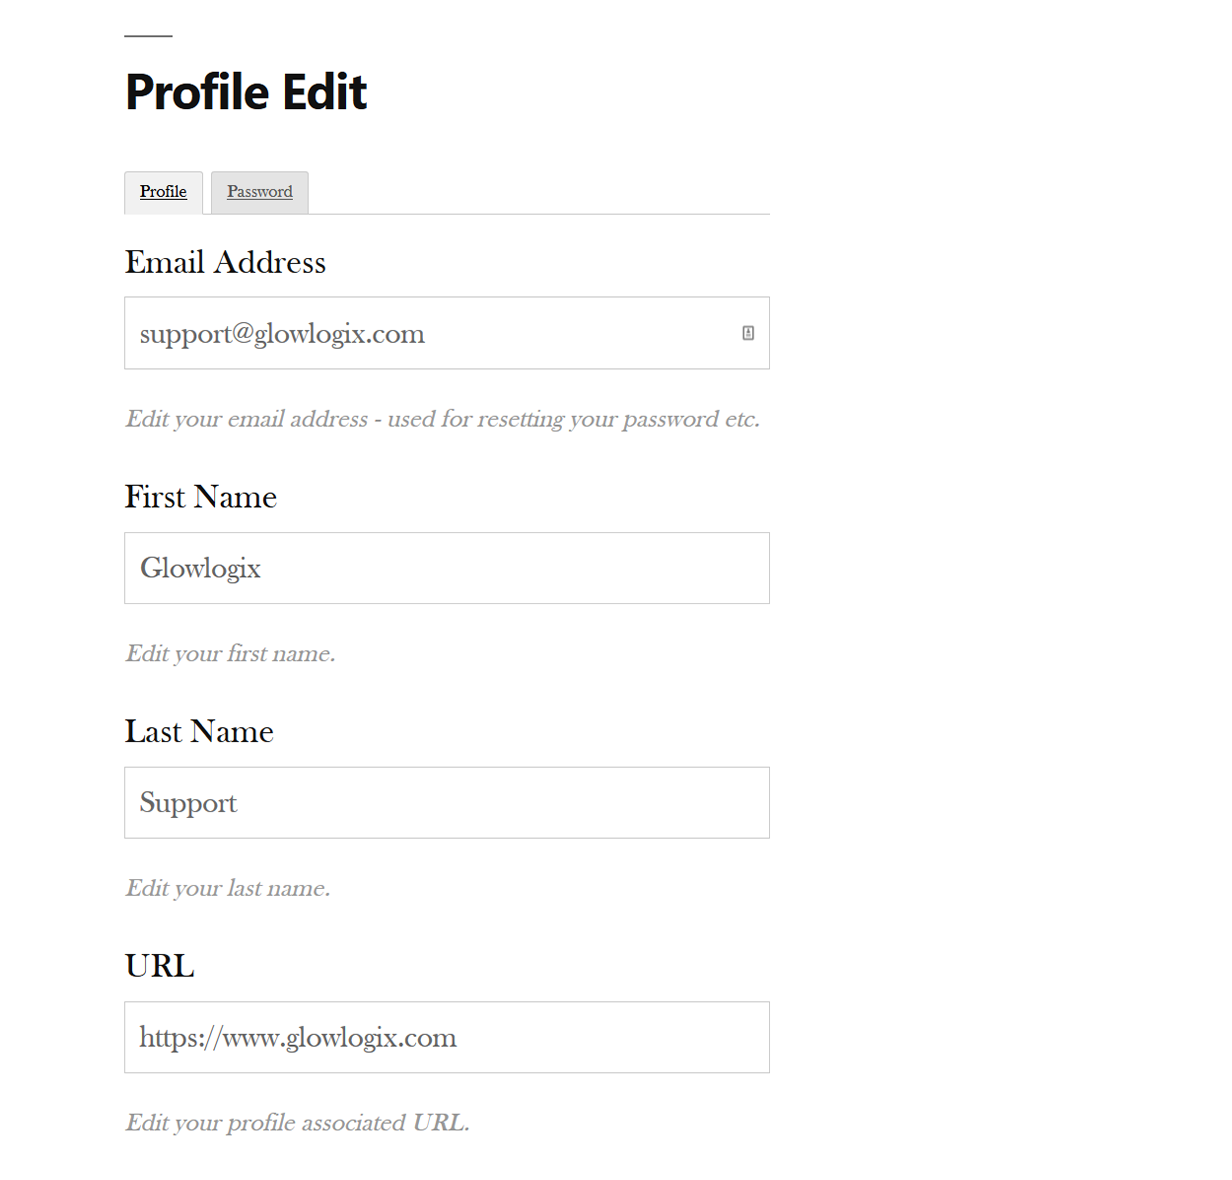 Profile Edit
Profile Password
Email Address
support@glowlogix.com
Edit your email address - used for resetting your password etc.
First Name
Glowlogix
Edit your first name.
Last Name
Support
Edit your last name.
URL
https://www.glowlogix.com
Edit your profile associated URL.